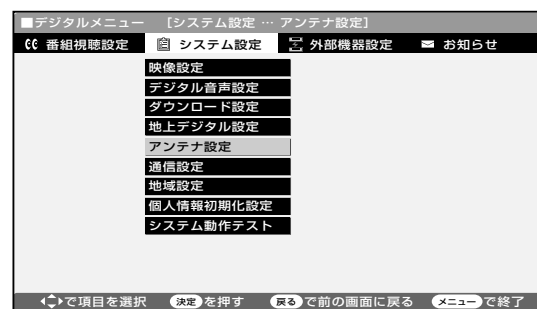 ■デジタルメニュー [システム設定 … アンテナ設定]
番組視聴設定 システム設定 外部機器設定 お知らせ
映像設定
デジタル音声設定
ダウンロード設定
地上デジタル設定
アンテナ設定
通信設定
地域設定
個人情報初期化設定
システム動作テスト
で項目を選択 決定を押す 戻るで前の画面に戻る メニューで終了